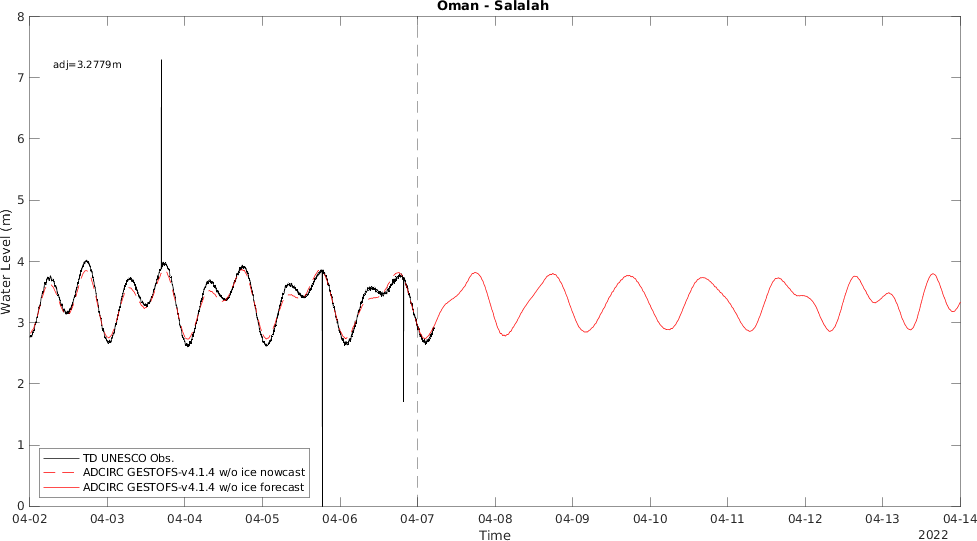 Oman - Salalah
8
7
6
5
4
3
2
1
0
Water Level (m)
adj=3.2779m
TD UNESCO Obs.
ADCIRC GESTOFS-v4.1.4 w/o ice nowcast
ADCIRC GESTOFS-v4.1.4 w/o ice forecast
04-02 04-03 04-04 04-05 04-06 04-07 04-08 04-09 04-10 04-11 04-12 04-13 04-14
Time
2022